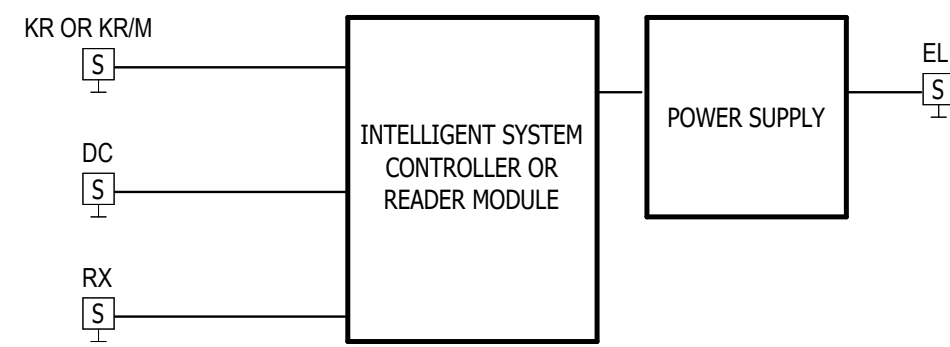 KR OR KR/M
S
DC
S
RX
S
INTELLIGENT SYSTEM
CONTROLLER OR
READER MODULE
POWER SUPPLY
EL
S